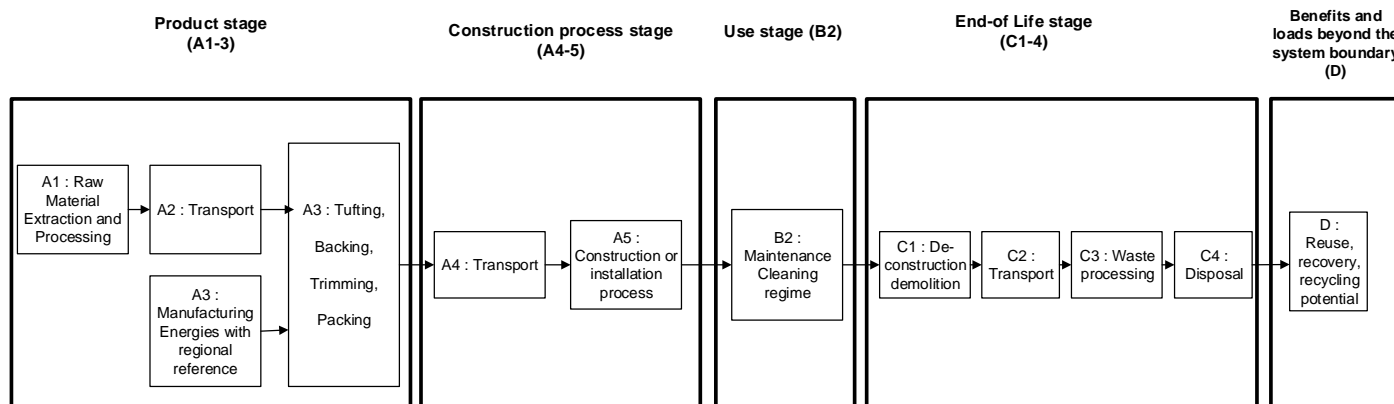 Product stage
(A1-3)
Construction process stage
(A4-5)
Use stage (B2)
End-of Life stage
(C1-4)
Benefits and
loads beyond the
system boundary
(D)
A1 : Raw
Material
Extraction and
Processing
A2 : Transport
A3 :
Manufacturing
Energies with
regional
reference
A3 : Tufting,
Backing,
Trimming,
Packing
A4 : Transport
A5 :
Construction or
installation
process
B2 :
Maintenance
Cleaning
regime
C1 : De-
construction
demolition
C2 :
Transport
C3 : Waste
processing
C4 :
Disposal
D :
Reuse,
recovery,
recycling
potential